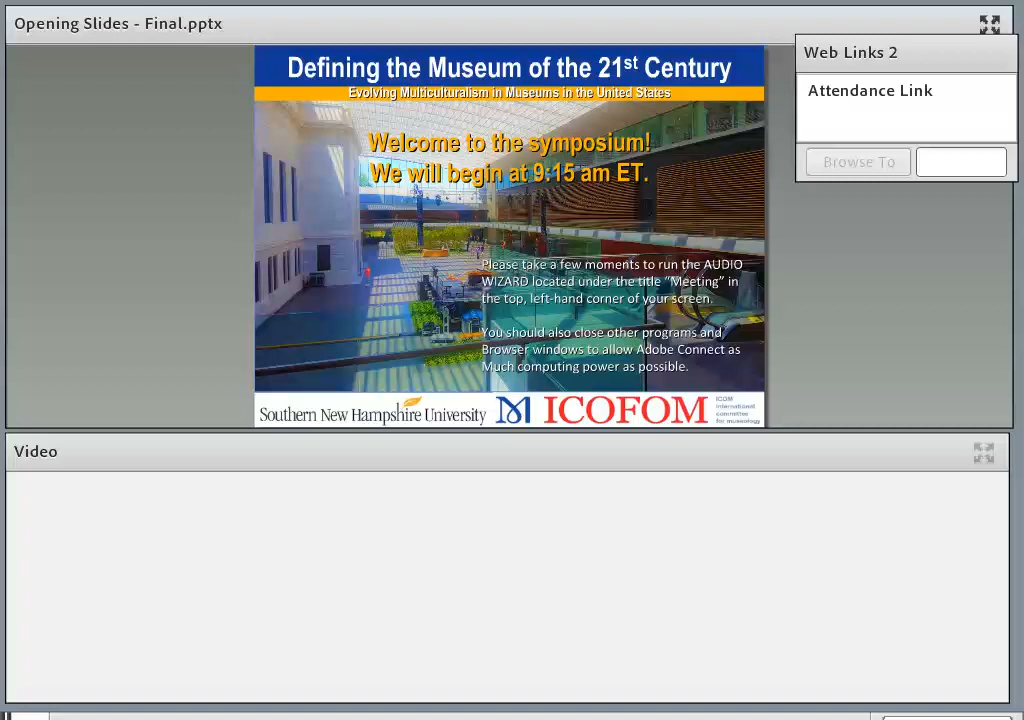 Opening Slides - Final.pptx
Web Links 2
Attendance Link
Browse To
Defining the Museum of the 21st Century
Evolving Multiculturalism in Museums in the United States
Welcome to the symposium!
We will begin at 9:15 am ET.
Please take a few moments to run the AUDIO
WIZARD located under the title “Meeting” in
the top, left-hand corner of your screen.
You should also close other programs and
Browser windows to allow Adobe Connect as
Much computing power as possible.
Southern New Hampshire University
ICOFOM
ICOM
international
committee
for museology
Video